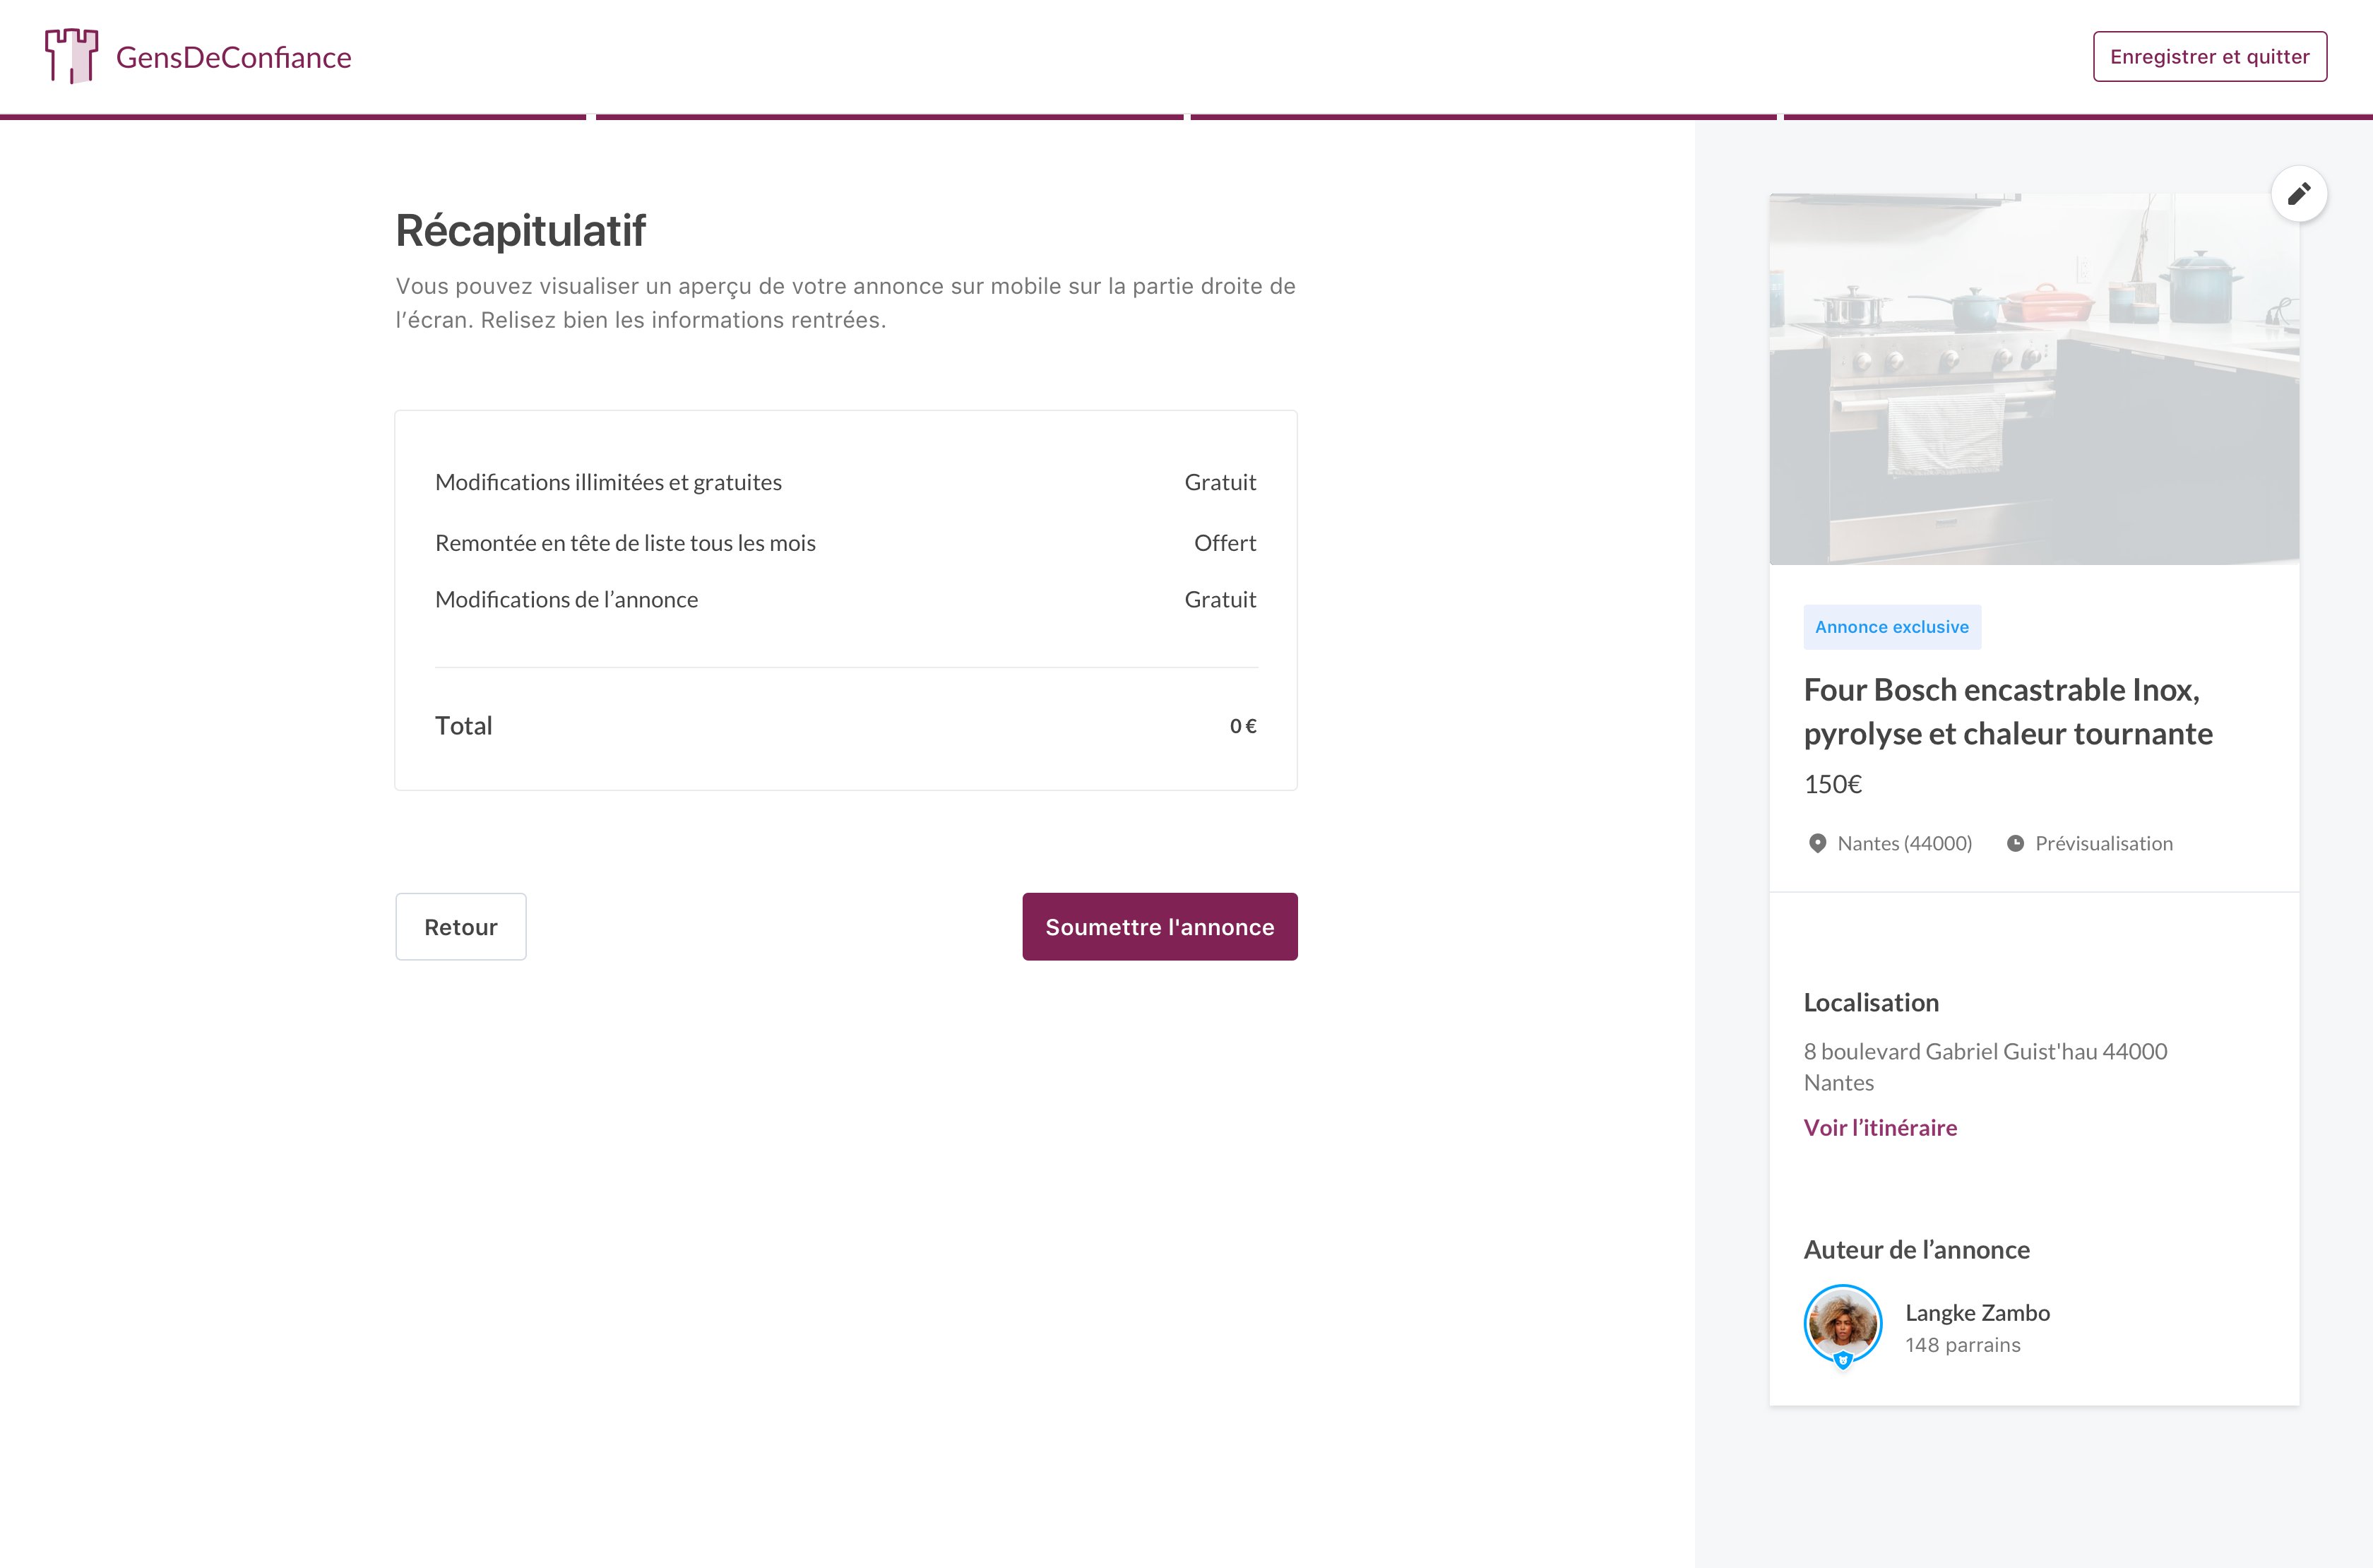 GensDeConfiance
Enregistrer et quitter
Récapitulatif
Vous pouvez visualiser un aperçu de votre annonce sur mobile sur la partie droite de
l’écran. Relisez bien les informations rentrées.
Modifications illimitées et gratuites Gratuit
Remontée en tête de liste tous les mois Offert
Modifications de l’annonce Gratuit
Total 0 €
Retour
Soumettre l'annonce
Annonce exclusive
Four Bosch encastrable Inox,
pyrolyse et chaleur tournante
150€
Nantes (44000) Prévisualisation
Localisation
8 boulevard Gabriel Guist'hau 44000
Nantes
Voir l’itinéraire
Auteur de l’annonce
Langke Zambo
148 parrains